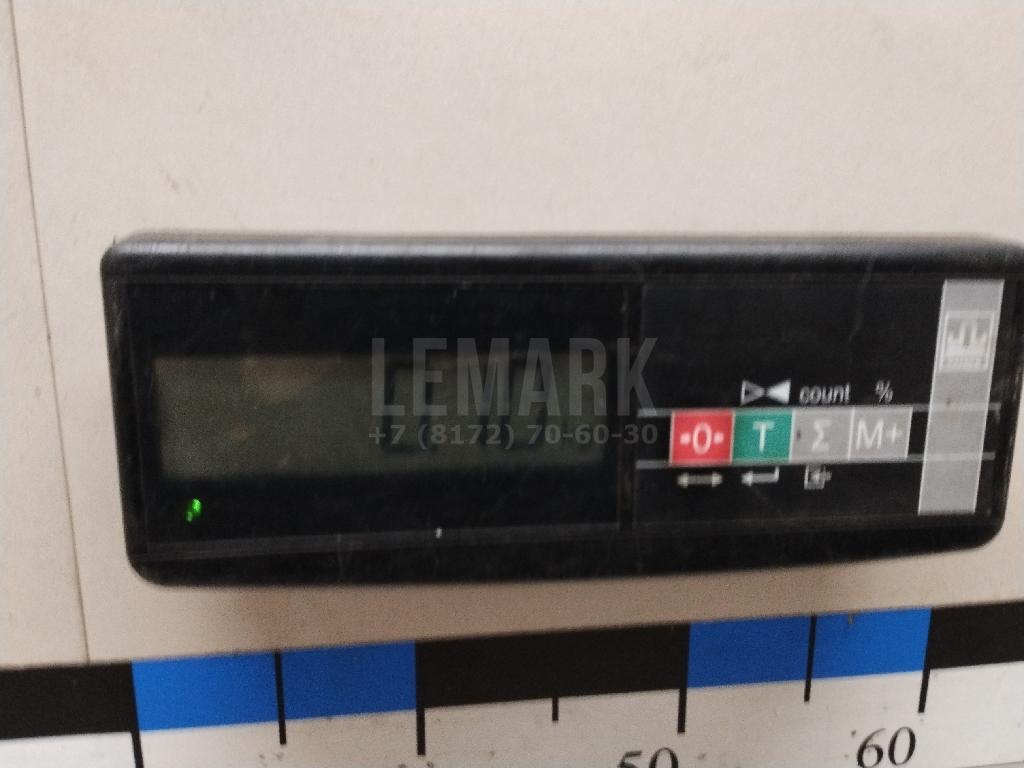 LEMARK
+7 (8172) 70-60-30
count %
•0• T Σ M+
50 60